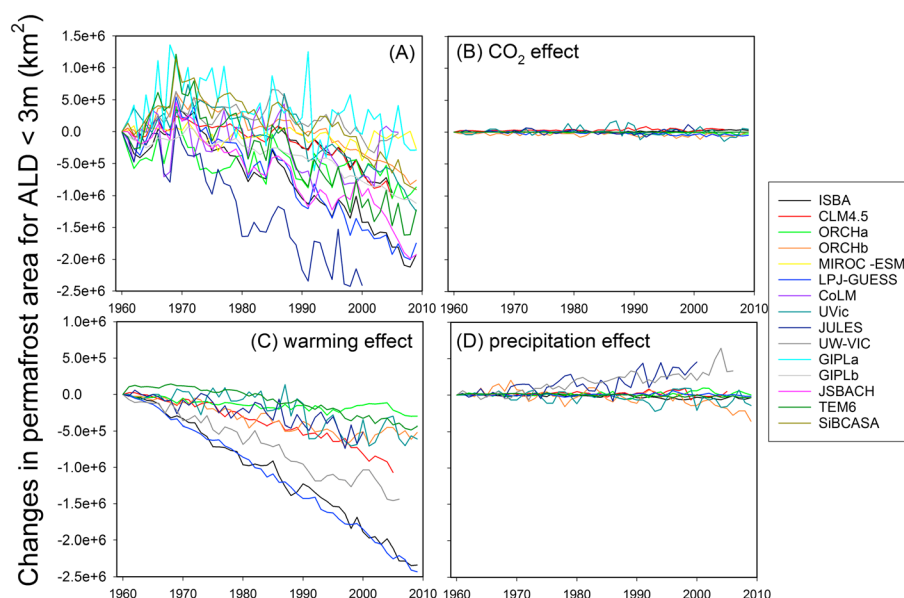 Changes in permafrost area for ALD < 3m (km²)
(A)
1.5e+6
1.0e+6
5.0e+5
0.0
-5.0e+5
-1.0e+6
-1.5e+6
-2.0e+6
-2.5e+6
1960 1970 1980 1990 2000 2010
(B) CO₂ effect
1960 1970 1980 1990 2000 2010
(C) warming effect
1.0e+6
5.0e+5
0.0
-5.0e+5
-1.0e+6
-1.5e+6
-2.0e+6
-2.5e+6
1960 1970 1980 1990 2000 2010
(D) precipitation effect
1960 1970 1980 1990 2000 2010
ISBA
CLM4.5
ORCHa
ORCHb
MIROC -ESM
LPJ-GUESS
CoLM
UVic
JULES
UW-VIC
GIPLa
GIPLb
JSBACH
TEM6
SiBCASA